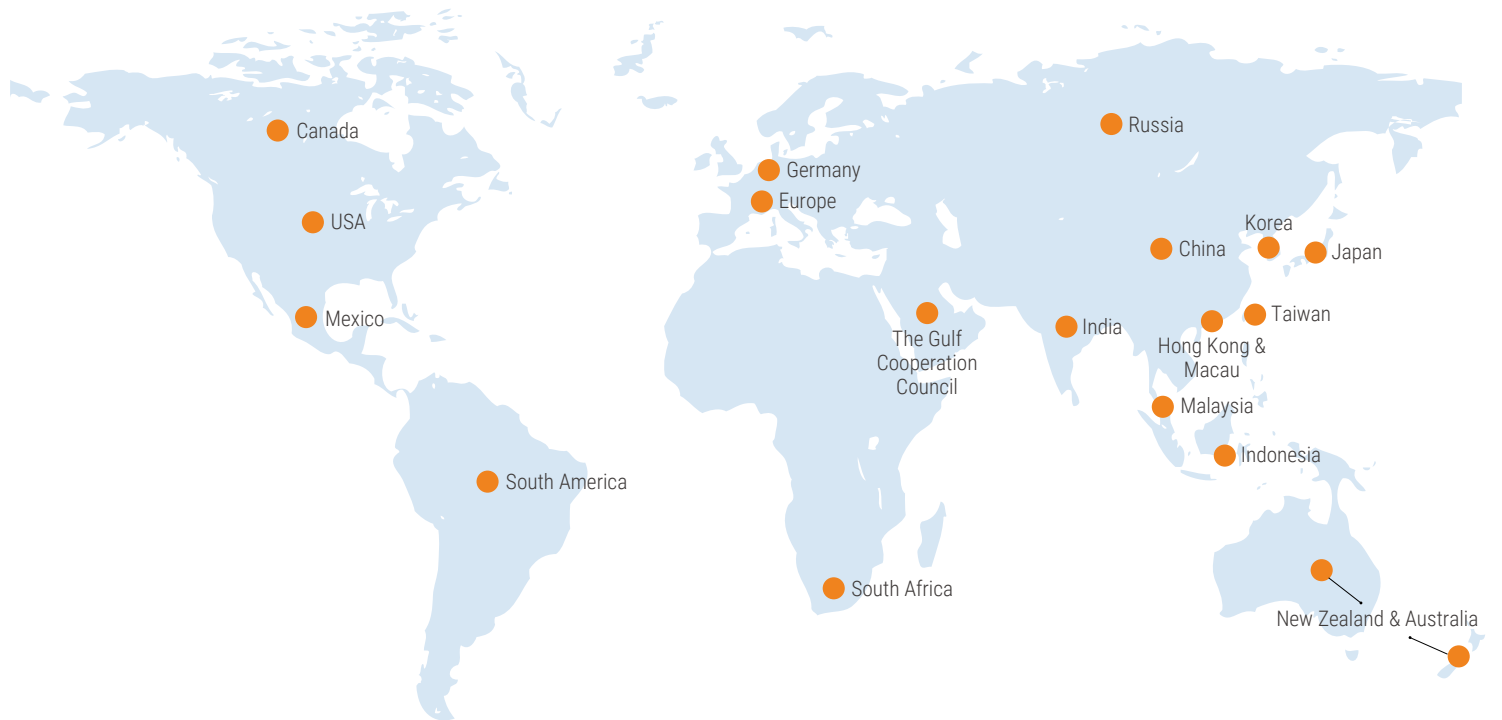 Canada
Russia
Germany
Europe
USA
Korea
China
Japan
Mexico
The Gulf
Cooperation
Council
India
Hong Kong &
Macau
Taiwan
Malaysia
Indonesia
South America
South Africa
New Zealand & Australia